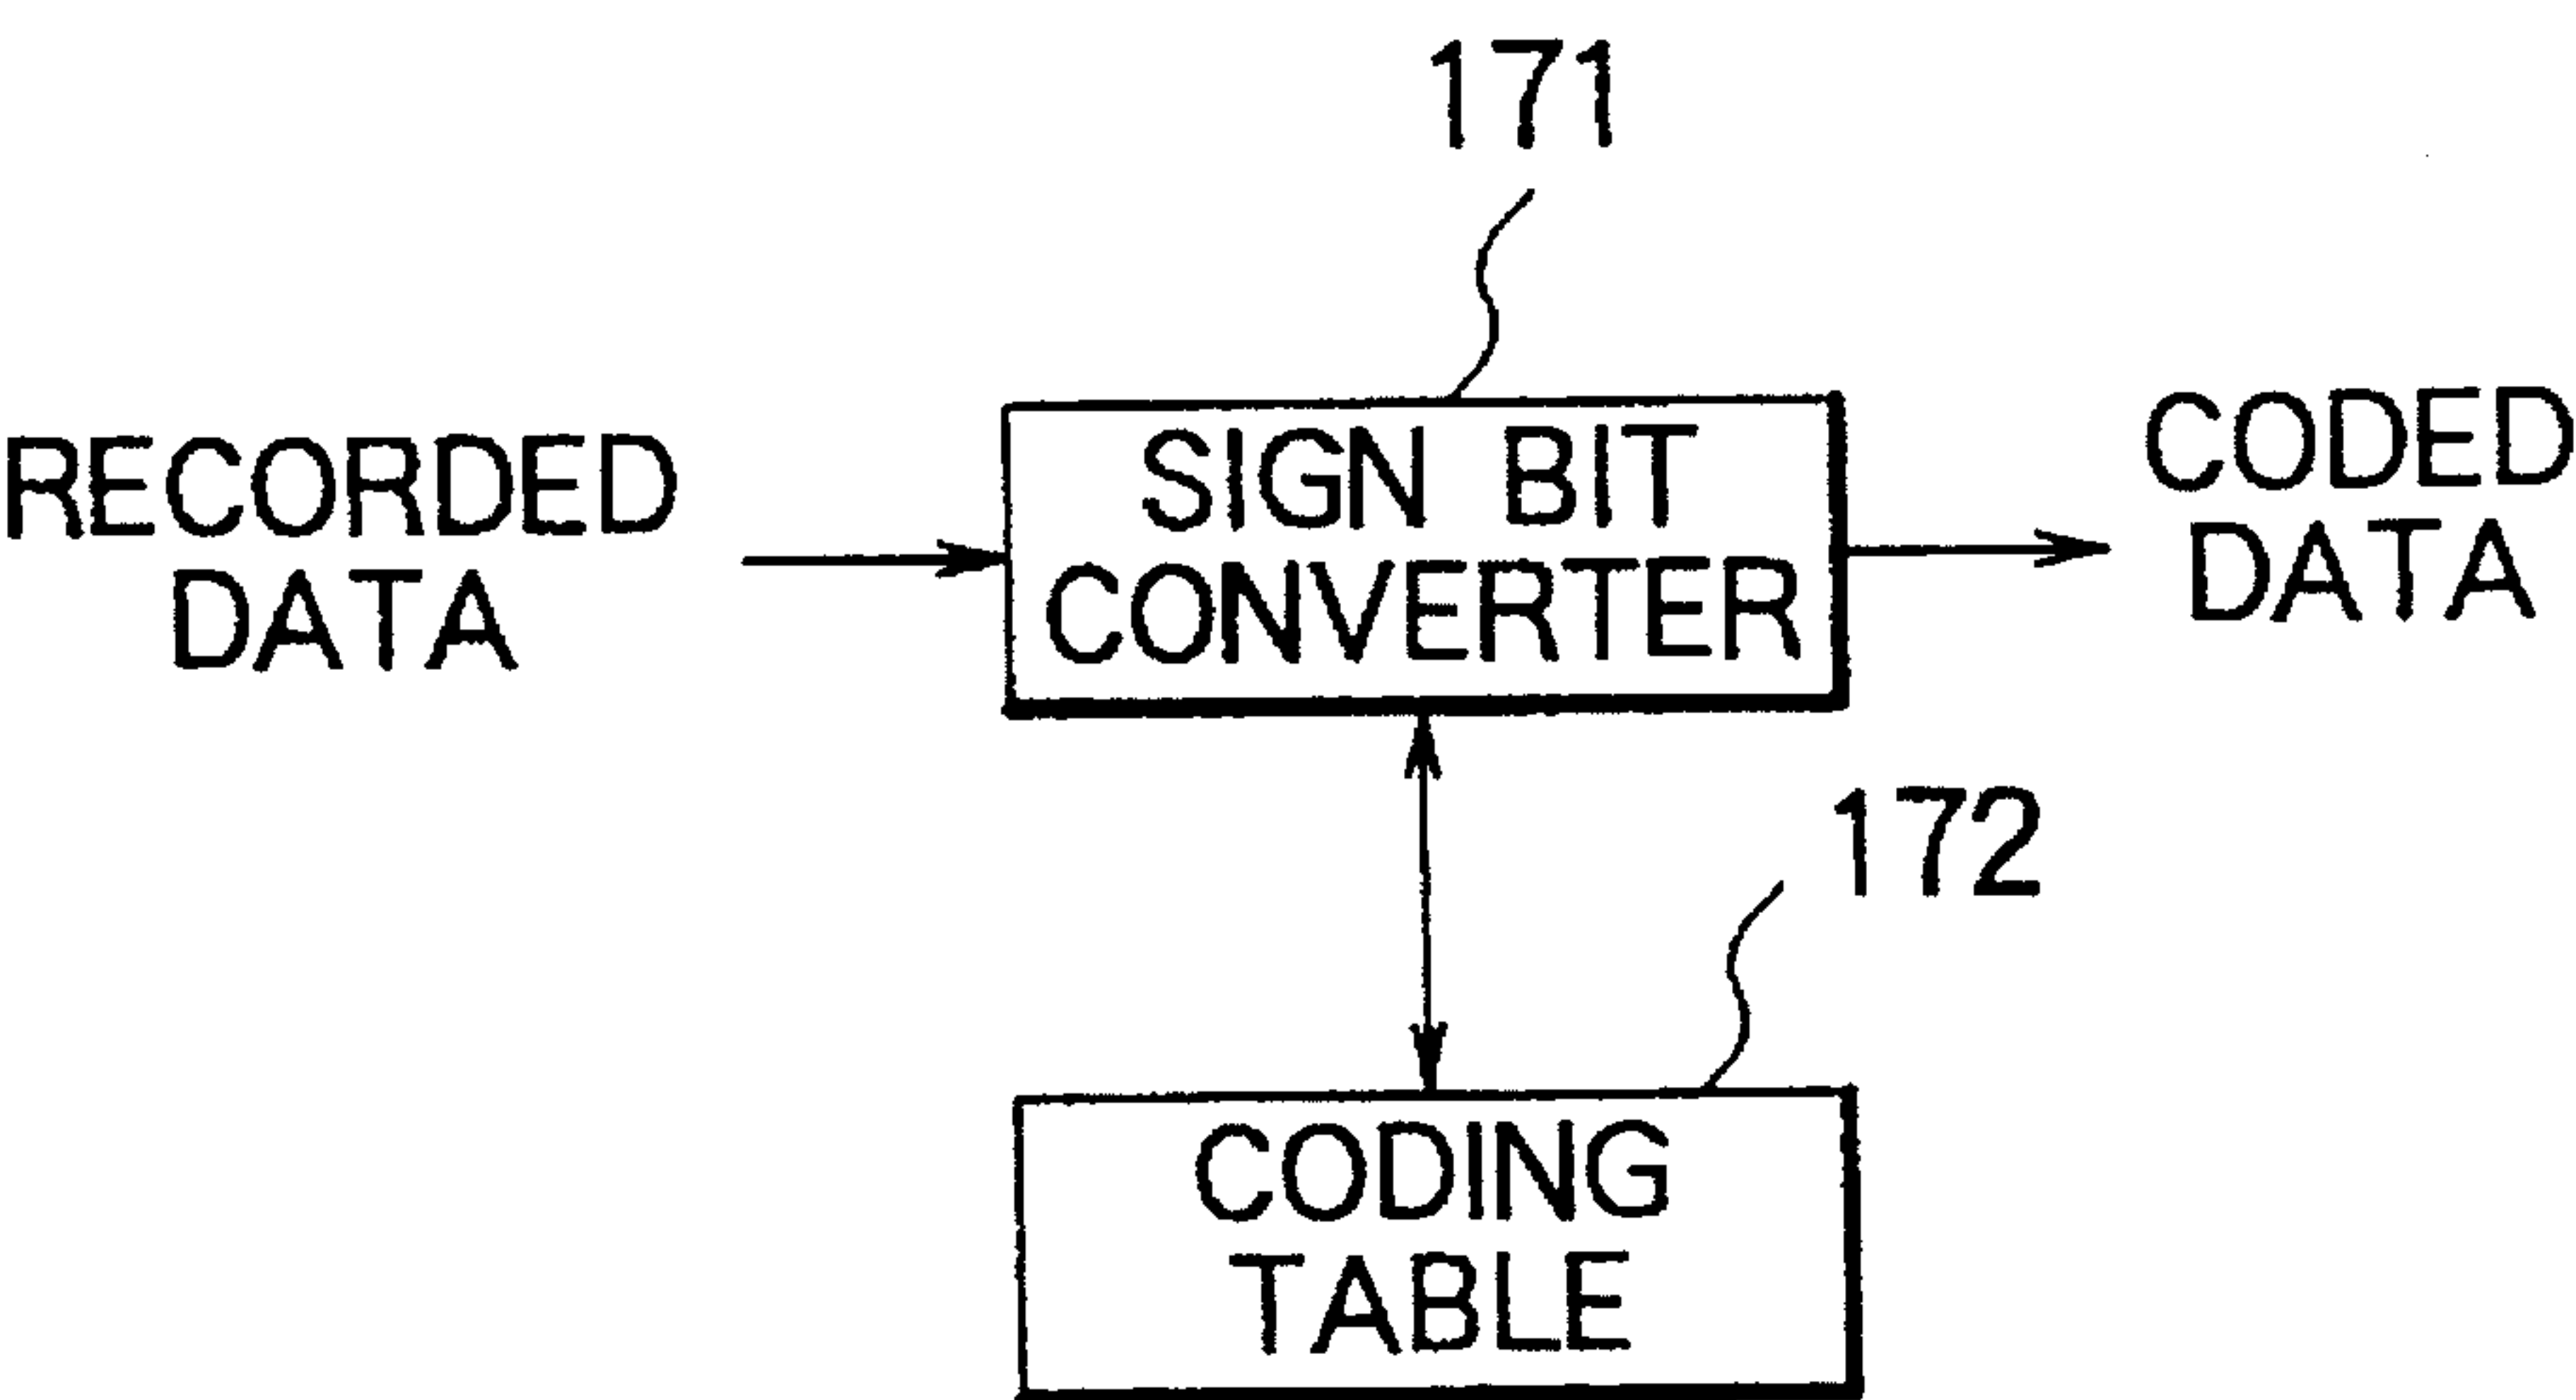 171
RECORDED
DATA
SIGN BIT
CONVERTER
CODED
DATA
172
CODING
TABLE